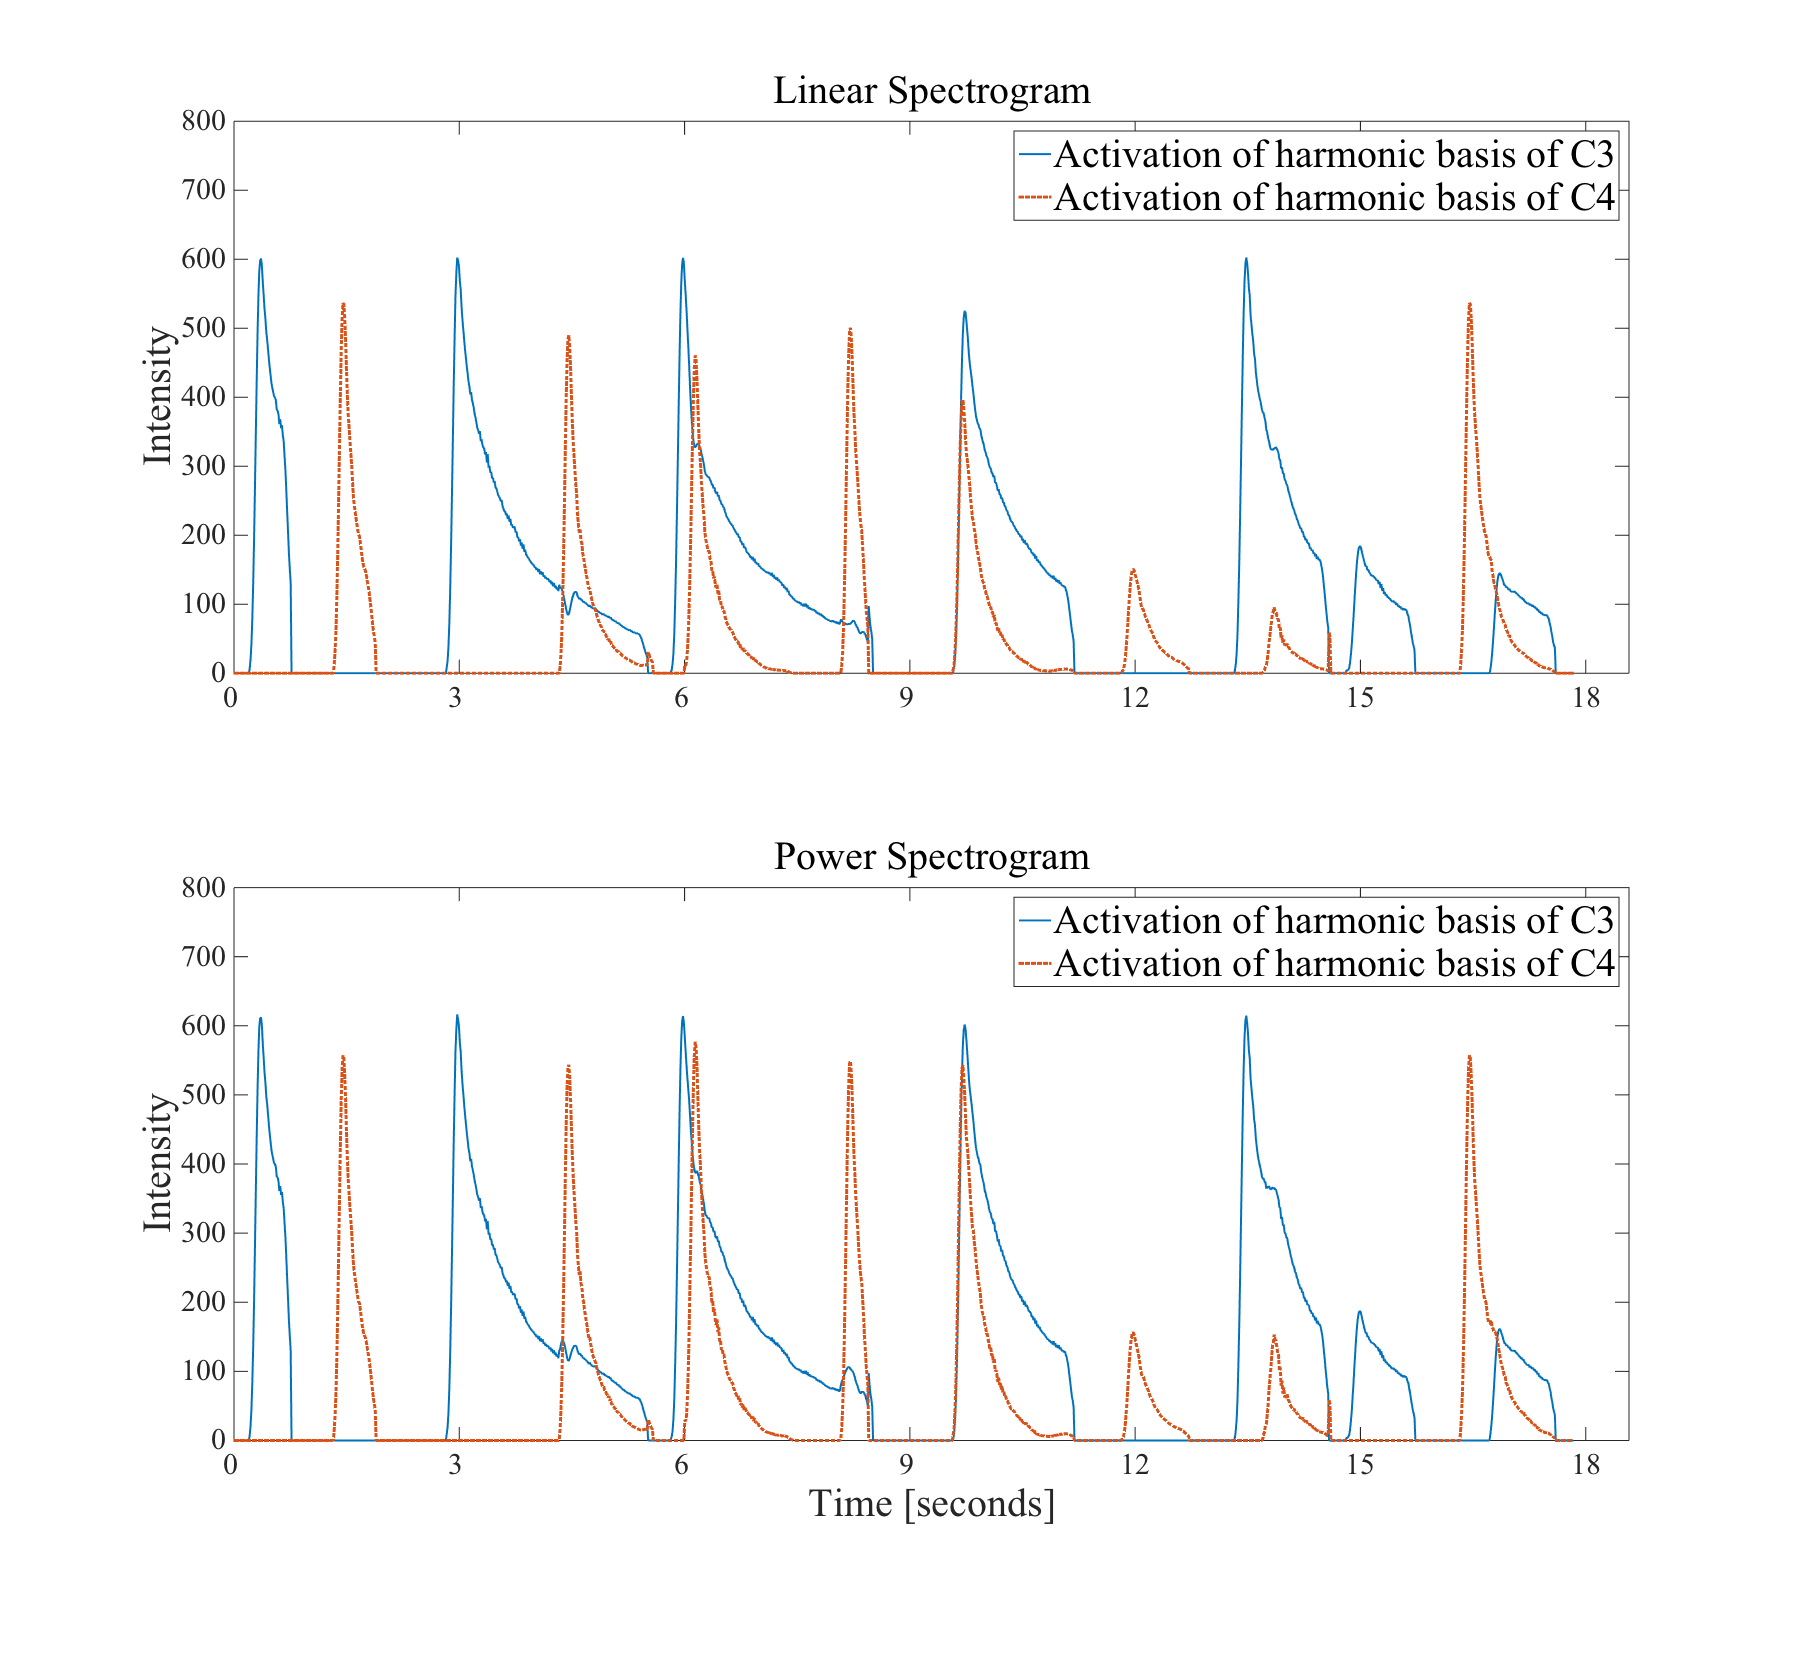 Linear Spectrogram
800
700
600
500
400
300
200
100
0
Intensity
Activation of harmonic basis of C3
Activation of harmonic basis of C4
0 3 6 9 12 15 18
Power Spectrogram
800
700
600
500
400
300
200
100
0
Intensity
Activation of harmonic basis of C3
Activation of harmonic basis of C4
0 3 6 9 12 15 18
Time [seconds]